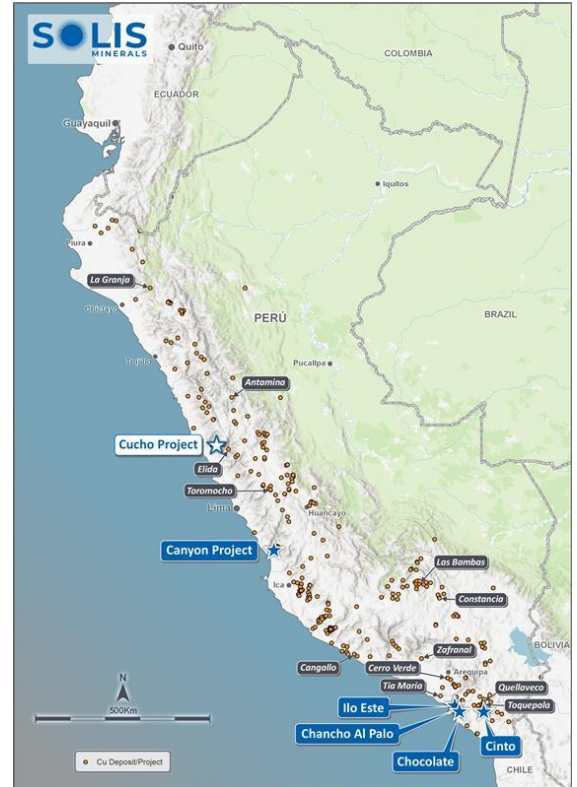 SOLIS
MINERALS
Quito
COLOMBIA
ECUADOR
Guayaquil
Iquitos
Piura
La Granja
Chiclayo
PERÚ
BRAZIL
Trujillo
Pucallpa
Antamina
Cucho Project
Elida
Toromocho
Lima
Huancayo
Canyon Project
Las Bambas
Ica
Constancia
BOLIVIA
Zafranal
Cangallo
Cerro Verde
Arequipa
Tia Maria
Quellaveco
Ilo Este
Toquepala
Chancho Al Palo
Cinto
Chocolate
N
500Km
Cu Deposit/Project
CHILE